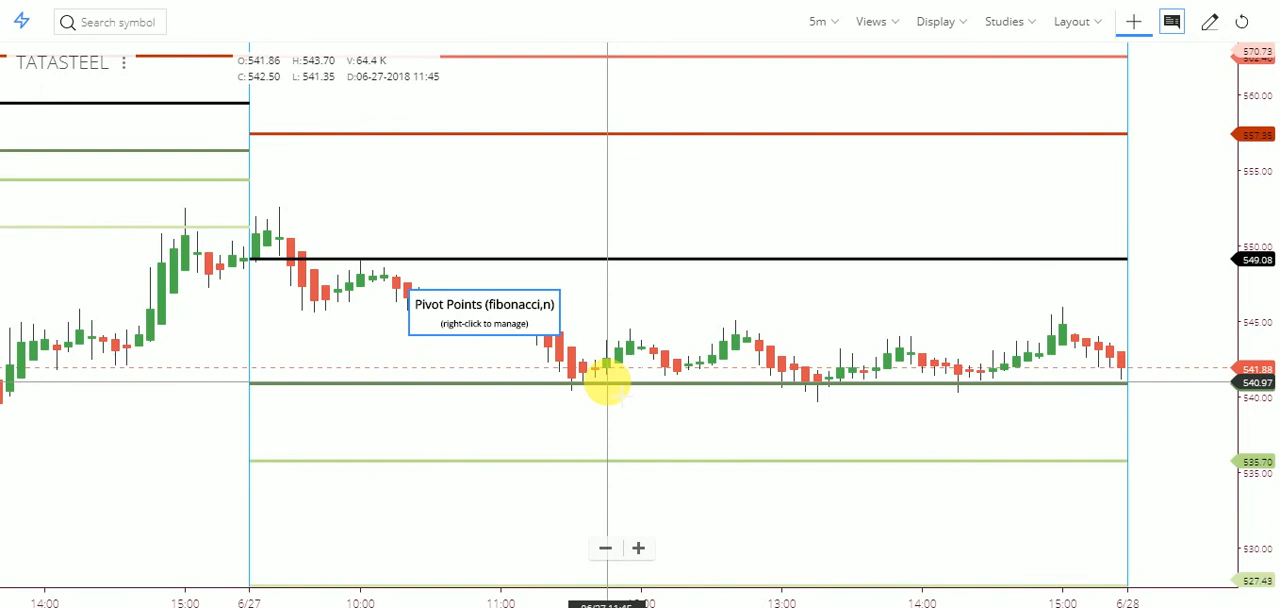 Search symbol
5m
Views
Display
Studies
Layout
TATASTEEL
O:541.86 H:543.70 V:64.4 K
C:542.50 L:541.35 D:06-27-2018 11:45
570.73
560.00
557.35
555.00
550.00
549.08
Pivot Points (fibonacci,n)
(right-click to manage)
545.00
541.88
540.97
540.00
535.70
535.00
530.00
527.43
14:00 15:00 6/27 10:00 11:00 06/27 11:45 13:00 14:00 15:00 6/28